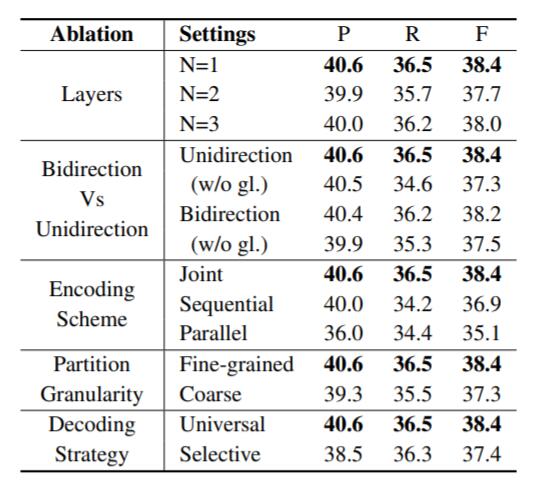 Ablation Settings P R F
N=1 40.6 36.5 38.4
Layers N=2 39.9 35.7 37.7
N=3 40.0 36.2 38.0
Bidirection Vs Unidirection
Unidirection 40.6 36.5 38.4
(w/o gl.) 40.5 34.6 37.3
Bidirection 40.4 36.2 38.2
(w/o gl.) 39.9 35.3 37.5
Encoding Scheme
Joint 40.6 36.5 38.4
Sequential 40.0 34.2 36.9
Parallel 36.0 34.4 35.1
Partition Fine-grained 40.6 36.5 38.4
Granularity Coarse 39.3 35.5 37.3
Decoding Universal 40.6 36.5 38.4
Strategy Selective 38.5 36.3 37.4